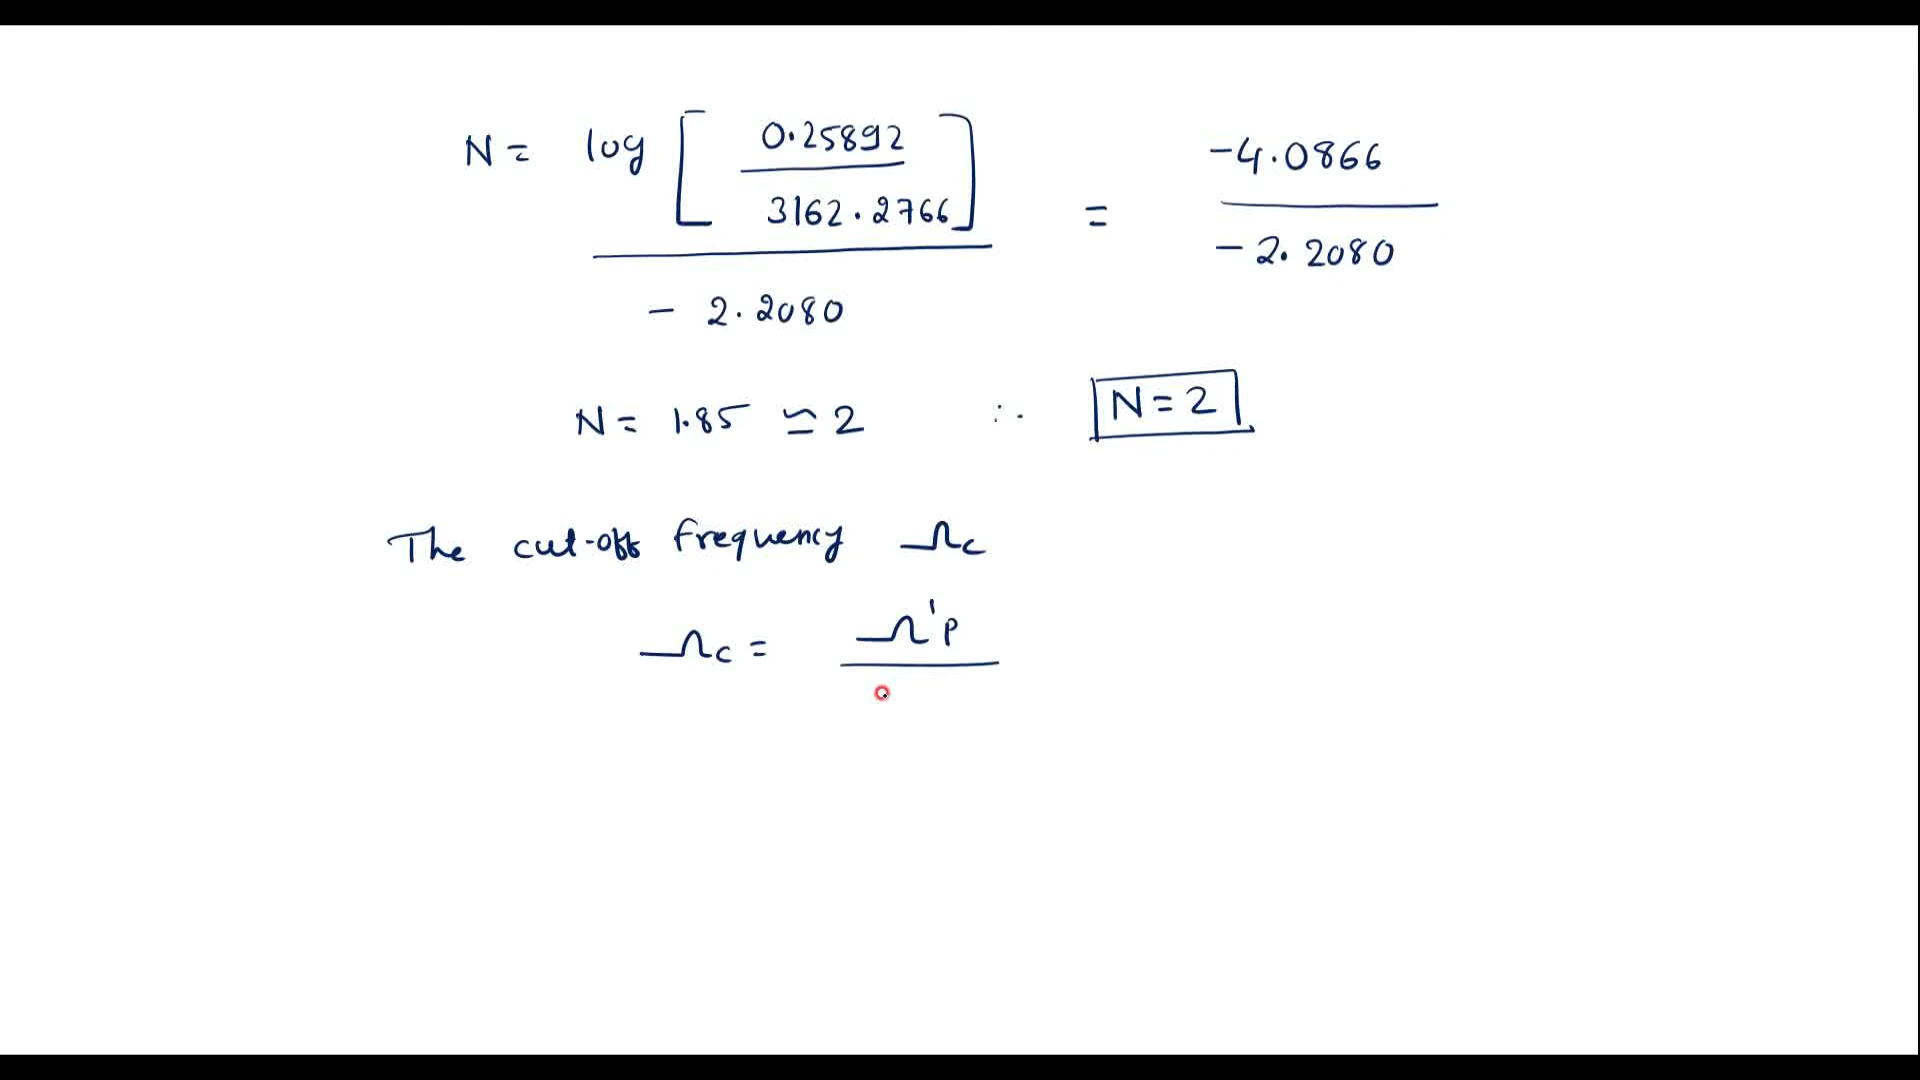 N = log [ 0.25892 / 3162.2766 ] / - 2.2080 = -4.0866 / - 2.2080
N = 1.85 ≃ 2 ∴ N = 2
The cut-off frequency Ωc
Ωc = Ω'p